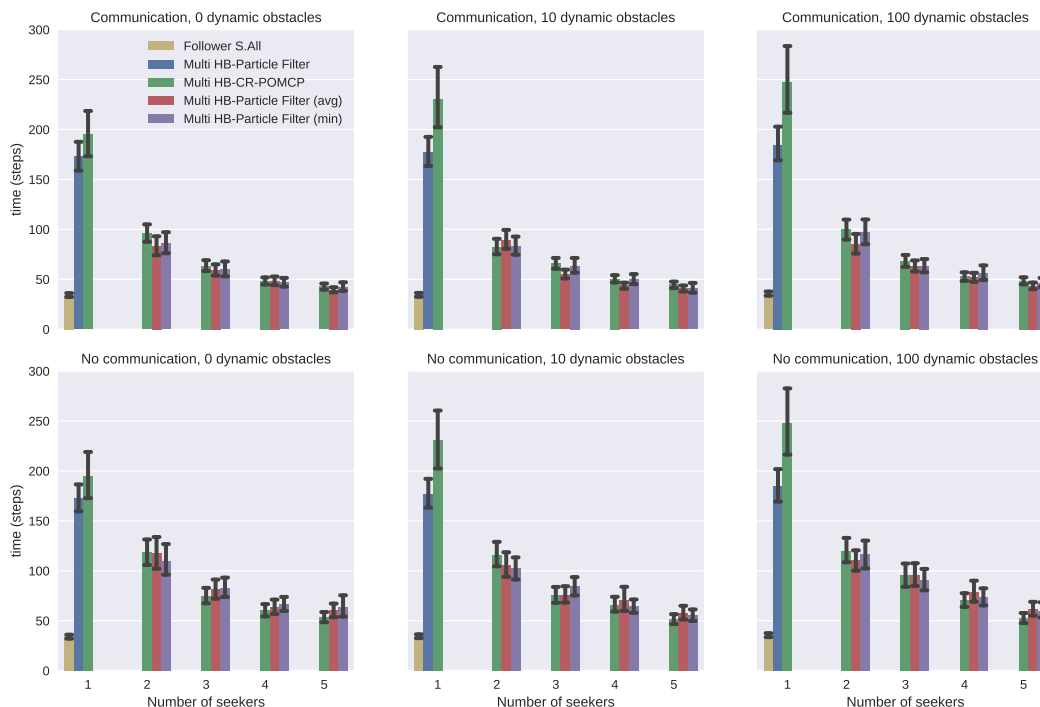 Communication, 0 dynamic obstacles
Communication, 10 dynamic obstacles
Communication, 100 dynamic obstacles
300
250
200
150
100
50
0
time (steps)
Follower S.All
Multi HB-Particle Filter
Multi HB-CR-POMCP
Multi HB-Particle Filter (avg)
Multi HB-Particle Filter (min)
No communication, 0 dynamic obstacles
No communication, 10 dynamic obstacles
No communication, 100 dynamic obstacles
300
250
200
150
100
50
0
time (steps)
1 2 3 4 5
1 2 3 4 5
1 2 3 4 5
Number of seekers
Number of seekers
Number of seekers